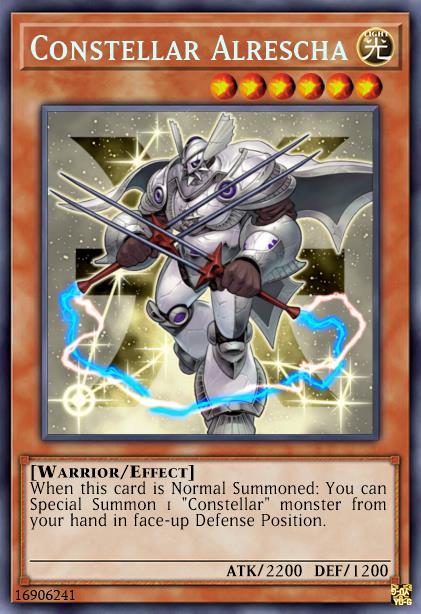 CONSTELLAR ALRESCHA
LIGHT
光
[WARRIOR/EFFECT]
When this card is Normal Summoned: You can
Special Summon 1 "Constellar" monster from
your hand in face-up Defense Position.
ATK/2200 DEF/1200
16906241